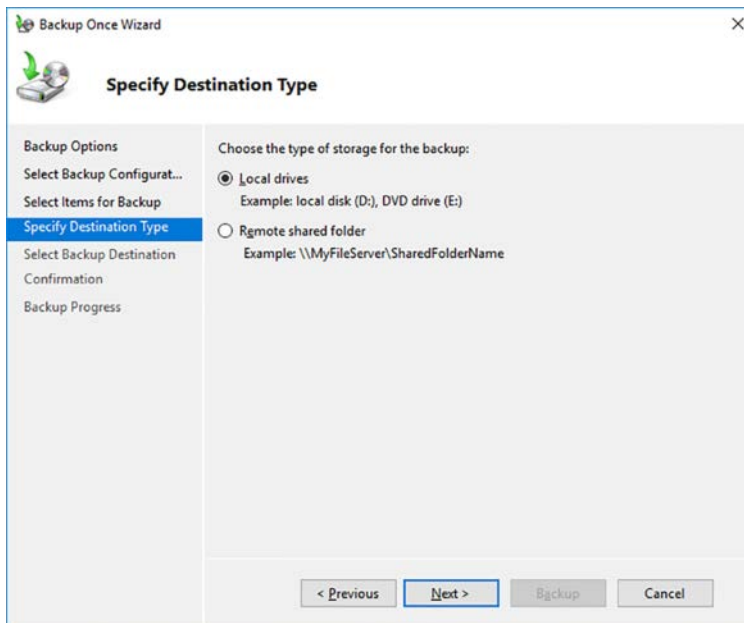 Backup Once Wizard
Specify Destination Type
Backup Options
Select Backup Configurat...
Select Items for Backup
Specify Destination Type
Select Backup Destination
Confirmation
Backup Progress
Choose the type of storage for the backup:
Local drives
Example: local disk (D:), DVD drive (E:)
Remote shared folder
Example: \\MyFileServer\SharedFolderName
< Previous
Next >
Backup
Cancel